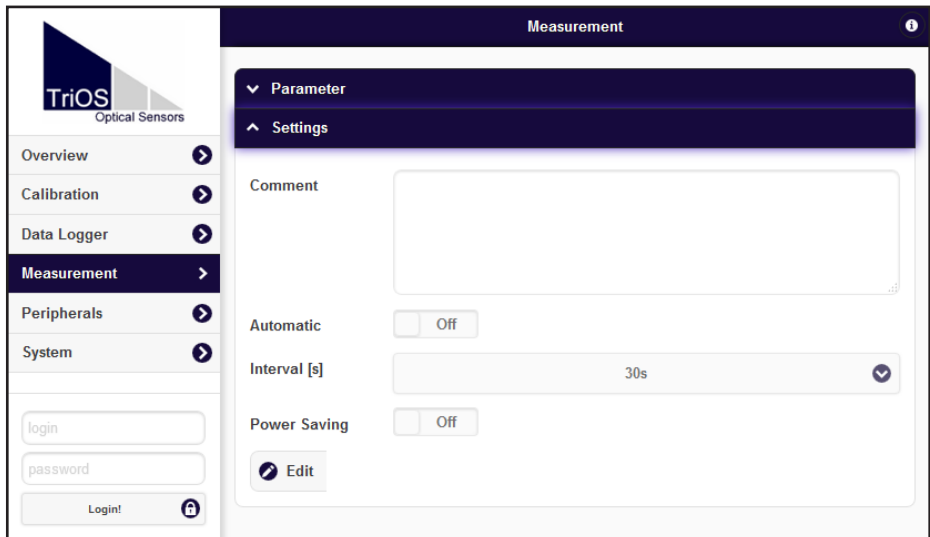 TriOS
Optical Sensors
Overview
Calibration
Data Logger
Measurement
Peripherals
System
login
password
Login!
Measurement
Parameter
Settings
Comment
Automatic Off
Interval [s] 30s
Power Saving Off
Edit